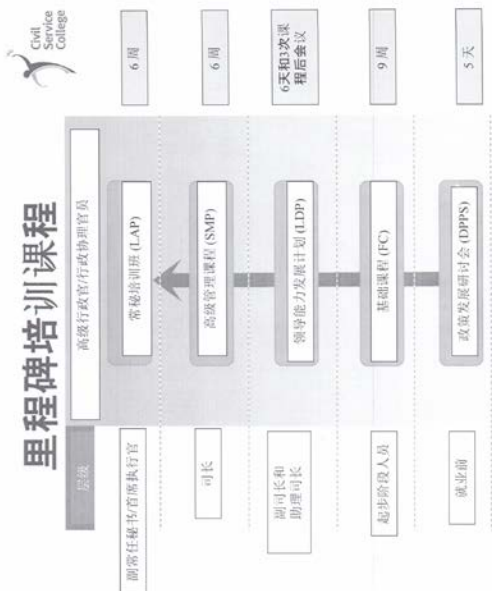 里程碑培训课程
Civil
Service
College
层级
高级行政官/行政协理官员
副常任秘书/首席执行官
常秘培训班 (LAP)
6 周
司长
高级管理课程 (SMP)
6 周
副司长和
助理司长
领导能力发展计划 (LDP)
6天和3次课
程后会议
起步阶段人员
基础课程 (FC)
9 周
就业前
政策发展研讨会 (DPPS)
5 天